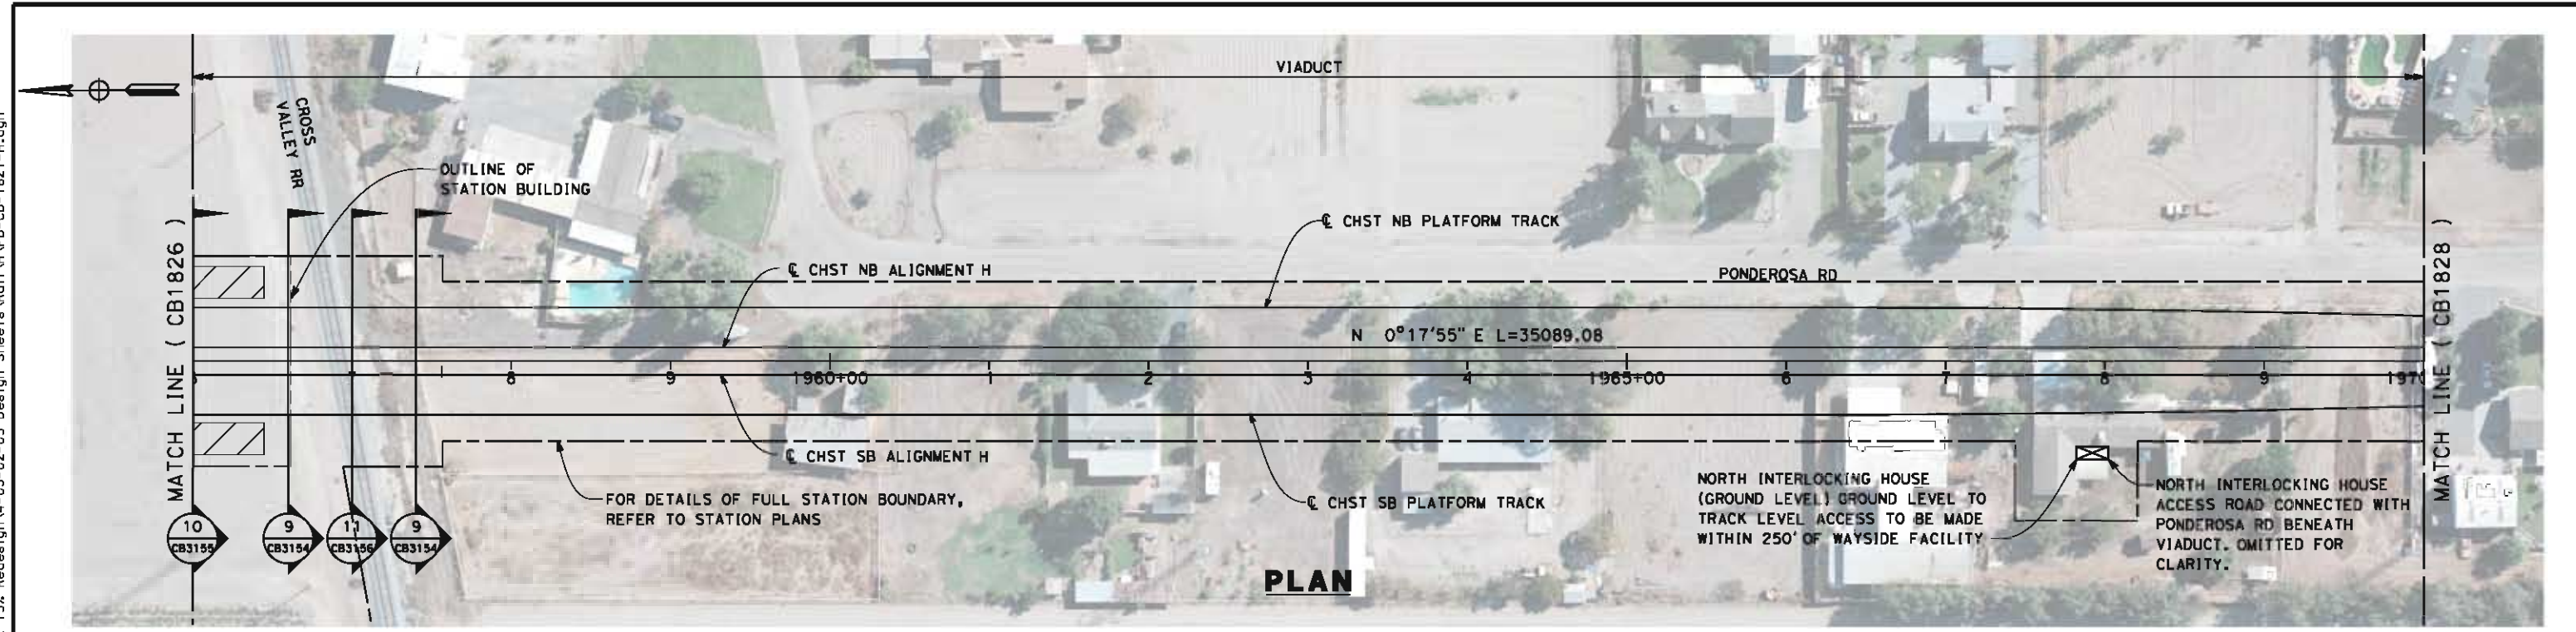 VIADUCT
CROSS
VALLEY RR
OUTLINE OF
STATION BUILDING
MATCH LINE ( CB1826 )
℄ CHST NB PLATFORM TRACK
℄ CHST NB ALIGNMENT H
PONDEROSA RD
N 0°17'55" E L=35089.08
8 9 1960+00 1 2 3 4 1965+00 6 7 8 9 1970
MATCH LINE ( CB1828 )
℄ CHST SB ALIGNMENT H
FOR DETAILS OF FULL STATION BOUNDARY,
REFER TO STATION PLANS
℄ CHST SB PLATFORM TRACK
NORTH INTERLOCKING HOUSE
(GROUND LEVEL) GROUND LEVEL TO
TRACK LEVEL ACCESS TO BE MADE
WITHIN 250' OF WAYSIDE FACILITY
NORTH INTERLOCKING HOUSE
ACCESS ROAD CONNECTED WITH
PONDEROSA RD BENEATH
VIADUCT. OMITTED FOR
CLARITY.
10
CB3155
9
CB3154
11
CB3156
9
CB3154
PLAN